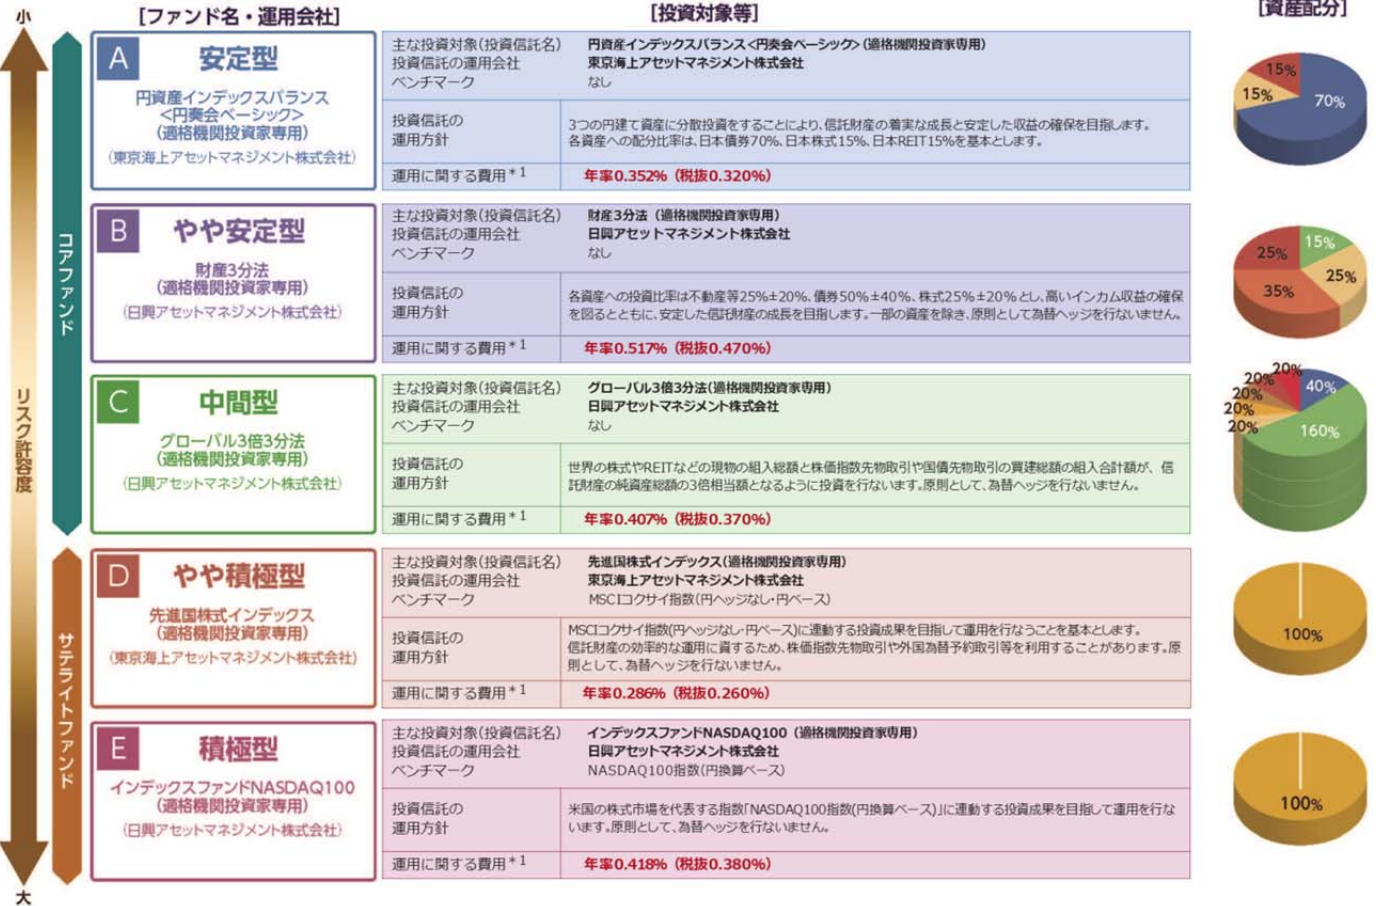 小
[ファンド名・運用会社]
[投資対象等]
[資産配分]
コアファンド
リスク許容度
サテライトファンド
大
A
安定型
円資産インデックスバランス
<円奏会ベーシック>
(適格機関投資家専用)
(東京海上アセットマネジメント株式会社)
主な投資対象(投資信託名) 円資産インデックスバランス<円奏会ベーシック>(適格機関投資家専用)
投資信託の運用会社 東京海上アセットマネジメント株式会社
ベンチマーク なし
投資信託の
運用方針
3つの円建て資産に分散投資をすることにより、信託財産の着実な成長と安定した収益の確保を目指します。
各資産への配分比率は、日本債券70%、日本株式15%、日本REIT15%を基本とします。
運用に関する費用*1 年率0.352%(税抜0.320%)
15%
15%
70%
B
やや安定型
財産3分法
(適格機関投資家専用)
(日興アセットマネジメント株式会社)
主な投資対象(投資信託名) 財産3分法(適格機関投資家専用)
投資信託の運用会社 日興アセットマネジメント株式会社
ベンチマーク なし
投資信託の
運用方針
各資産への投資比率は不動産等25%±20%、債券50%±40%、株式25%±20%とし、高いインカム収益の確保
を図るとともに、安定した信託財産の成長を目指します。一部の資産を除き、原則として為替ヘッジを行ないません。
運用に関する費用*1 年率0.517%(税抜0.470%)
25%
15%
25%
35%
C
中間型
グローバル3倍3分法
(適格機関投資家専用)
(日興アセットマネジメント株式会社)
主な投資対象(投資信託名) グローバル3倍3分法(適格機関投資家専用)
投資信託の運用会社 日興アセットマネジメント株式会社
ベンチマーク なし
投資信託の
運用方針
世界の株式やREITなどの現物の組入総額と株価指数先物取引や国債先物取引の買建総額の組入合計額が、信
託財産の純資産総額の3倍相当額となるように投資を行ないます。原則として、為替ヘッジを行ないません。
運用に関する費用*1 年率0.407%(税抜0.370%)
20%
20%
20%
20%
20%
40%
160%
D
やや積極型
先進国株式インデックス
(適格機関投資家専用)
(東京海上アセットマネジメント株式会社)
主な投資対象(投資信託名) 先進国株式インデックス(適格機関投資家専用)
投資信託の運用会社 東京海上アセットマネジメント株式会社
ベンチマーク MSCIコクサイ指数(円ヘッジなし・円ベース)
投資信託の
運用方針
MSCIコクサイ指数(円ヘッジなし・円ベース)に連動する投資成果を目指して運用を行なうことを基本とします。
信託財産の効率的な運用に資するため、株価指数先物取引や外国為替予約取引等を利用することがあります。原
則として、為替ヘッジを行ないません。
運用に関する費用*1 年率0.286%(税抜0.260%)
100%
E
積極型
インデックスファンドNASDAQ100
(適格機関投資家専用)
(日興アセットマネジメント株式会社)
主な投資対象(投資信託名) インデックスファンドNASDAQ100(適格機関投資家専用)
投資信託の運用会社 日興アセットマネジメント株式会社
ベンチマーク NASDAQ100指数(円換算ベース)
投資信託の
運用方針
米国の株式市場を代表する指数「NASDAQ100指数(円換算ベース)」に連動する投資成果を目指して運用を行な
います。原則として、為替ヘッジを行ないません。
運用に関する費用*1 年率0.418%(税抜0.380%)
100%